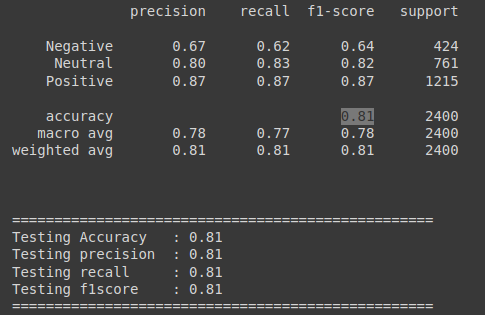 precision recall f1-score support
Negative 0.67 0.62 0.64 424
Neutral 0.80 0.83 0.82 761
Positive 0.87 0.87 0.87 1215
accuracy 0.81 2400
macro avg 0.78 0.77 0.78 2400
weighted avg 0.81 0.81 0.81 2400
==================================================
Testing Accuracy : 0.81
Testing precision : 0.81
Testing recall : 0.81
Testing f1score : 0.81
==================================================